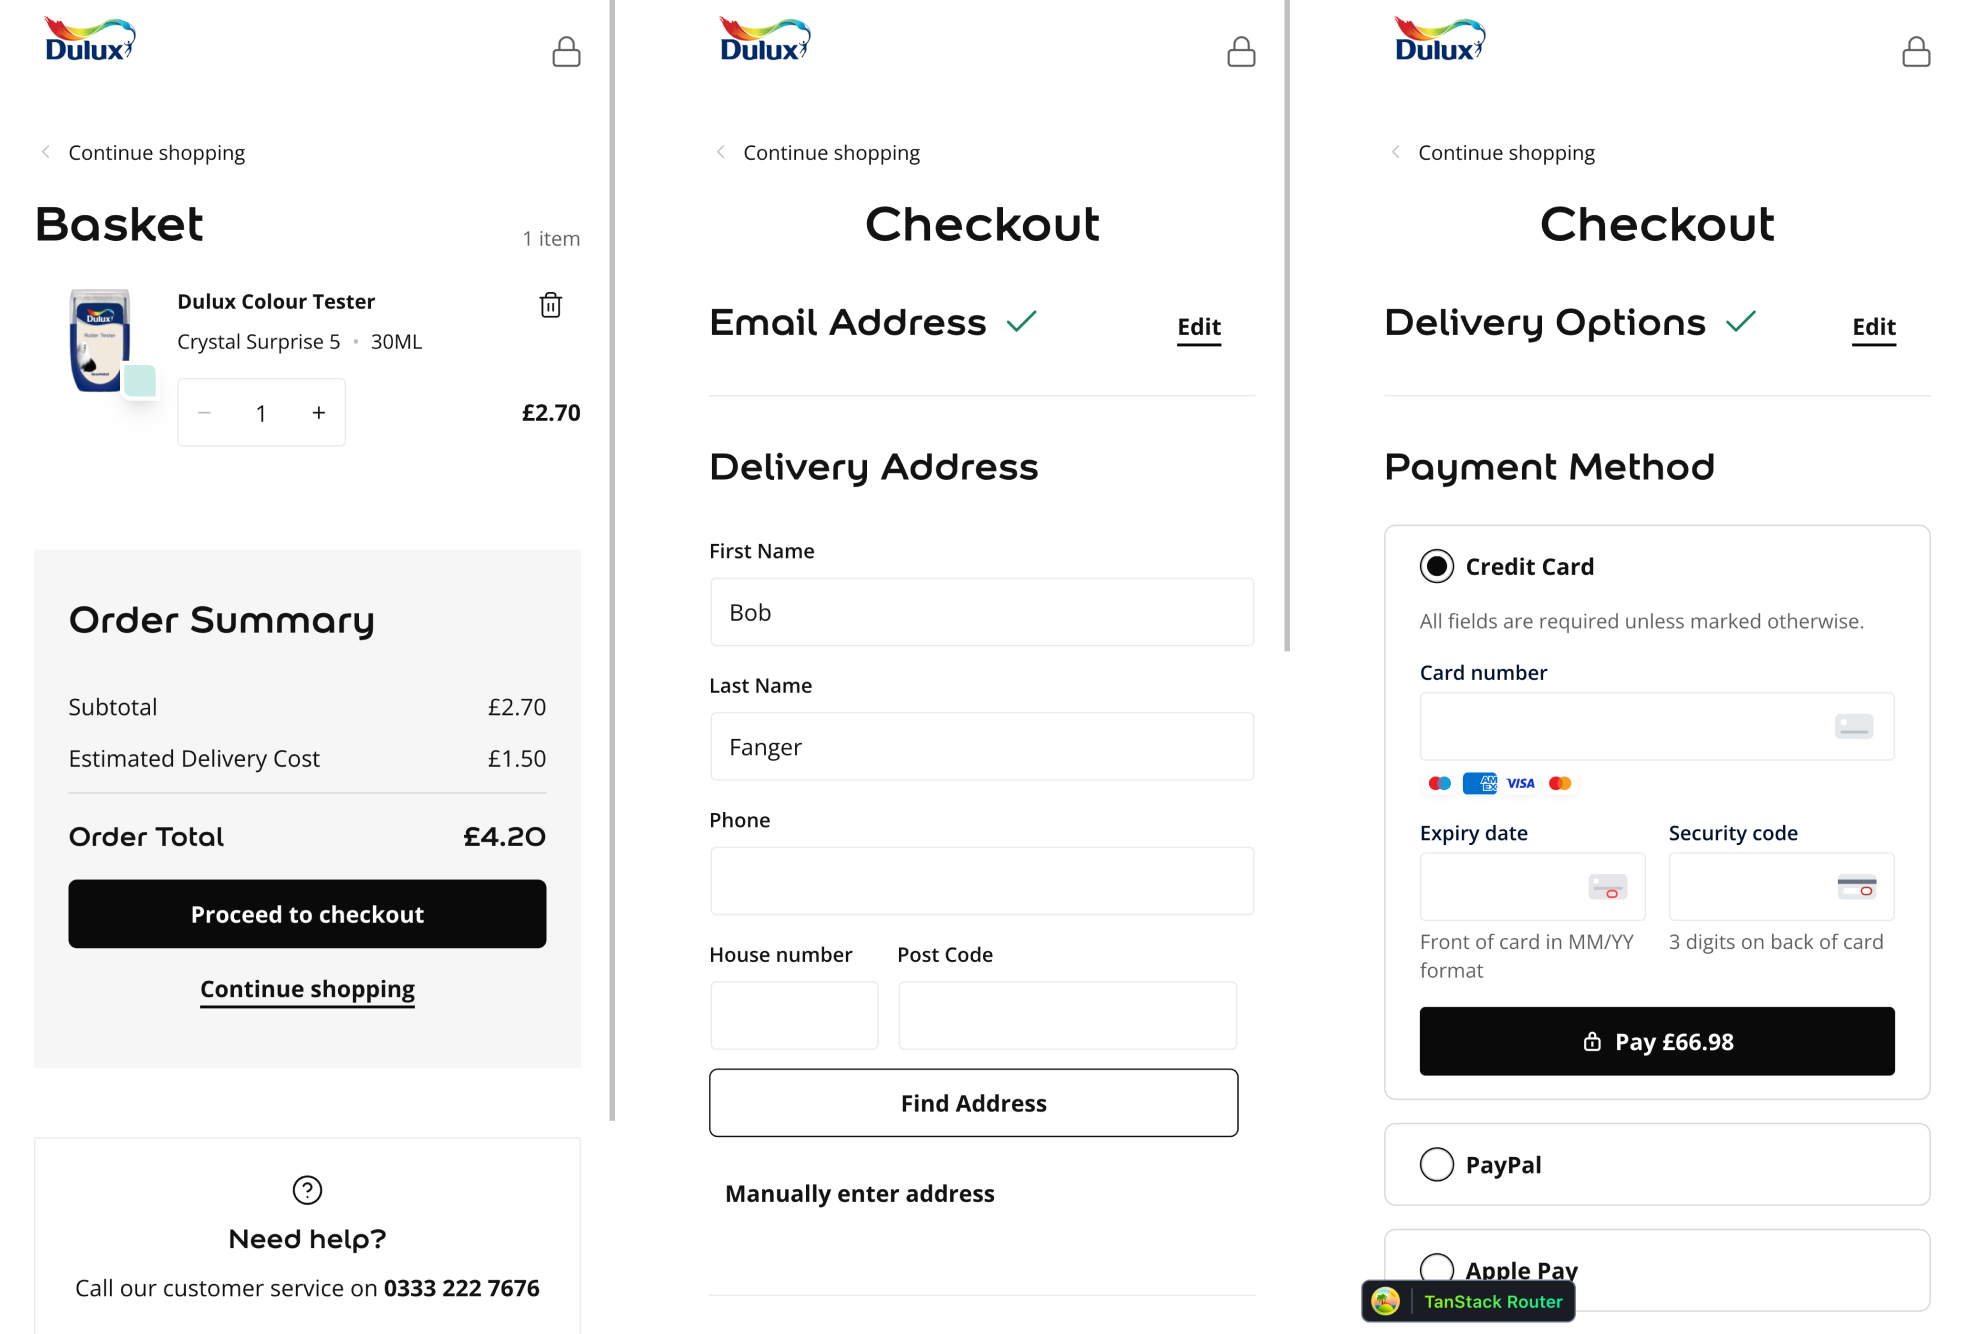 Dulux
Continue shopping
Basket
1 item
Dulux
Roller Tester
Dulux Colour Tester
Crystal Surprise 5 • 30ML
− 1 +
£2.70
Order Summary
Subtotal £2.70
Estimated Delivery Cost £1.50
Order Total £4.20
Proceed to checkout
Continue shopping
Need help?
Call our customer service on 0333 222 7676
Dulux
Continue shopping
Checkout
Email Address
Edit
Delivery Address
First Name
Bob
Last Name
Fanger
Phone
House number Post Code
Find Address
Manually enter address
Dulux
Continue shopping
Checkout
Delivery Options
Edit
Payment Method
Credit Card
All fields are required unless marked otherwise.
Card number
AM
EX
VISA
Expiry date Security code
Front of card in MM/YY
format
3 digits on back of card
Pay £66.98
PayPal
Apple Pay
TanStack Router